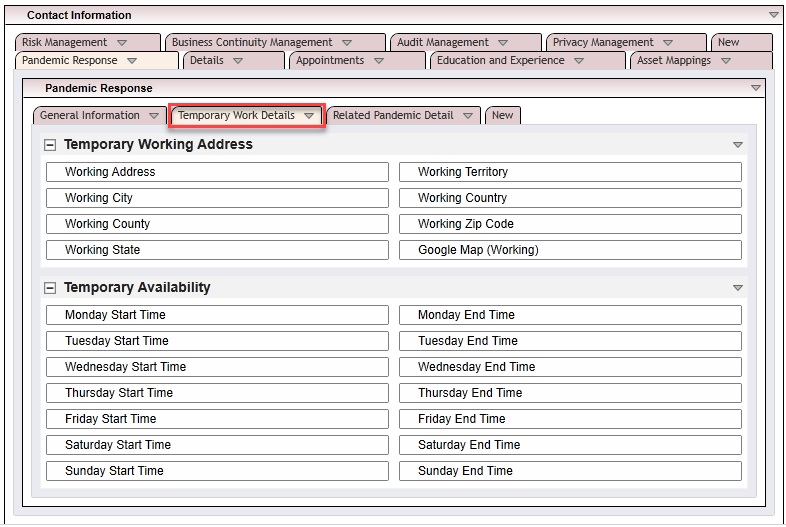 Contact Information
Risk Management Business Continuity Management Audit Management Privacy Management New
Pandemic Response Details Appointments Education and Experience Asset Mappings
Pandemic Response
General Information Temporary Work Details Related Pandemic Detail New
Temporary Working Address
Working Address Working Territory
Working City Working Country
Working County Working Zip Code
Working State Google Map (Working)
Temporary Availability
Monday Start Time Monday End Time
Tuesday Start Time Tuesday End Time
Wednesday Start Time Wednesday End Time
Thursday Start Time Thursday End Time
Friday Start Time Friday End Time
Saturday Start Time Saturday End Time
Sunday Start Time Sunday End Time